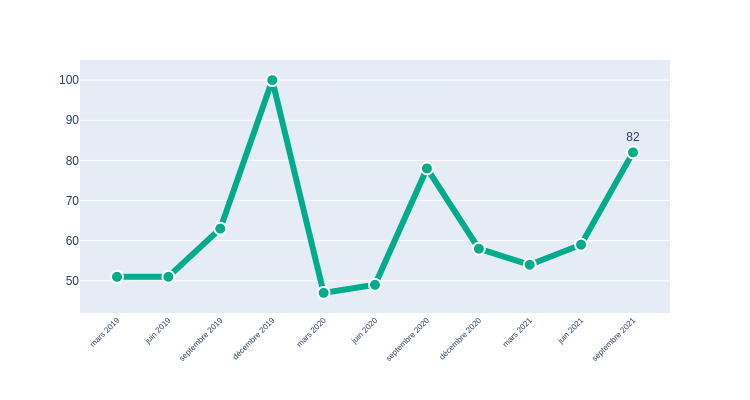 100
90
80
70
60
50
82
mars 2019
juin 2019
septembre 2019
décembre 2019
mars 2020
juin 2020
septembre 2020
décembre 2020
mars 2021
juin 2021
septembre 2021